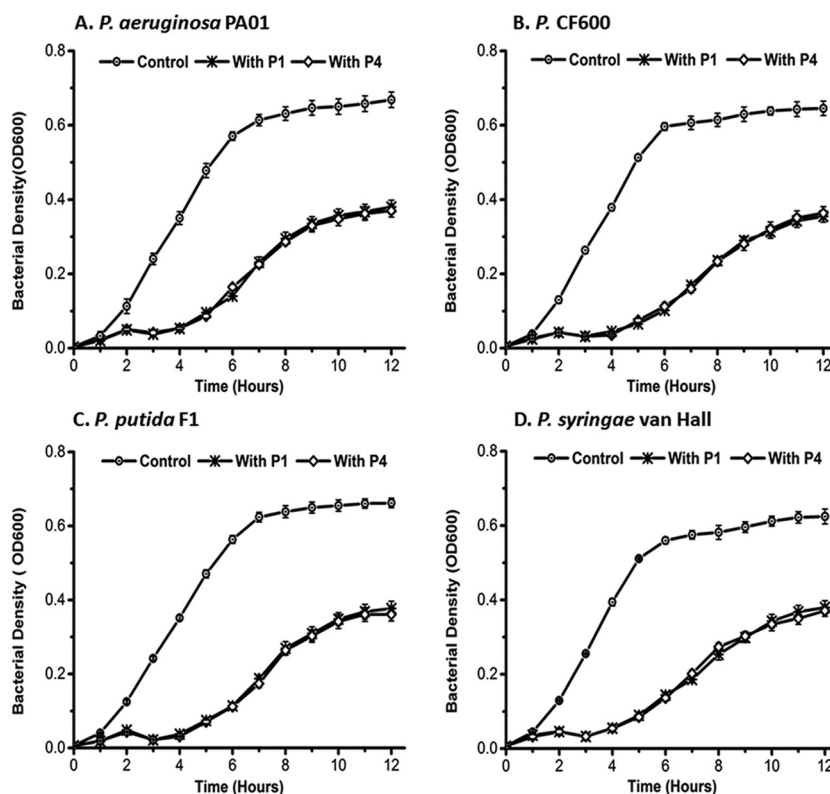 A. P. aeruginosa PA01
Control With P1 With P4
Bacterial Density(OD600)
0.8
0.6
0.4
0.2
0.0
0 2 4 6 8 10 12
Time (Hours)
B. P. CF600
Control With P1 With P4
Bacterial Density (OD600)
0.8
0.6
0.4
0.2
0.0
0 2 4 6 8 10 12
Time (Hours)
C. P. putida F1
Control With P1 With P4
Bacterial Density ( OD600)
0.8
0.6
0.4
0.2
0.0
0 2 4 6 8 10 12
Time (Hours)
D. P. syringae van Hall
Control With P1 With P4
Bacterial Density (OD600)
0.8
0.6
0.4
0.2
0.0
0 2 4 6 8 10 12
Time (Hours)